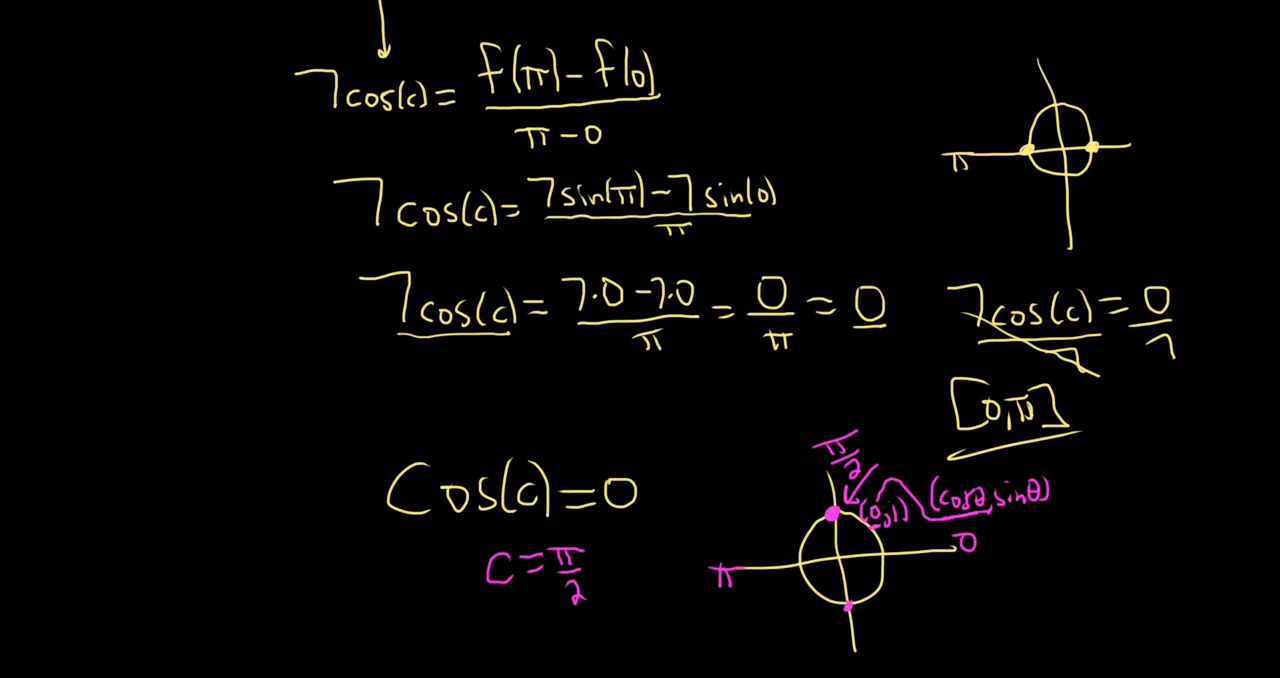 7cos(c) = f(π) - f(0) / π - 0
π
7cos(c) = 7sin(π) - 7sin(0) / π
7cos(c) = 7·0 - 7·0 / π = 0 / π = 0
7cos(c) / 7 = 0 / 7
[0,π]
π/2
(0,1) (cosθ, sinθ)
Cos(c) = 0
0
π
c = π/2